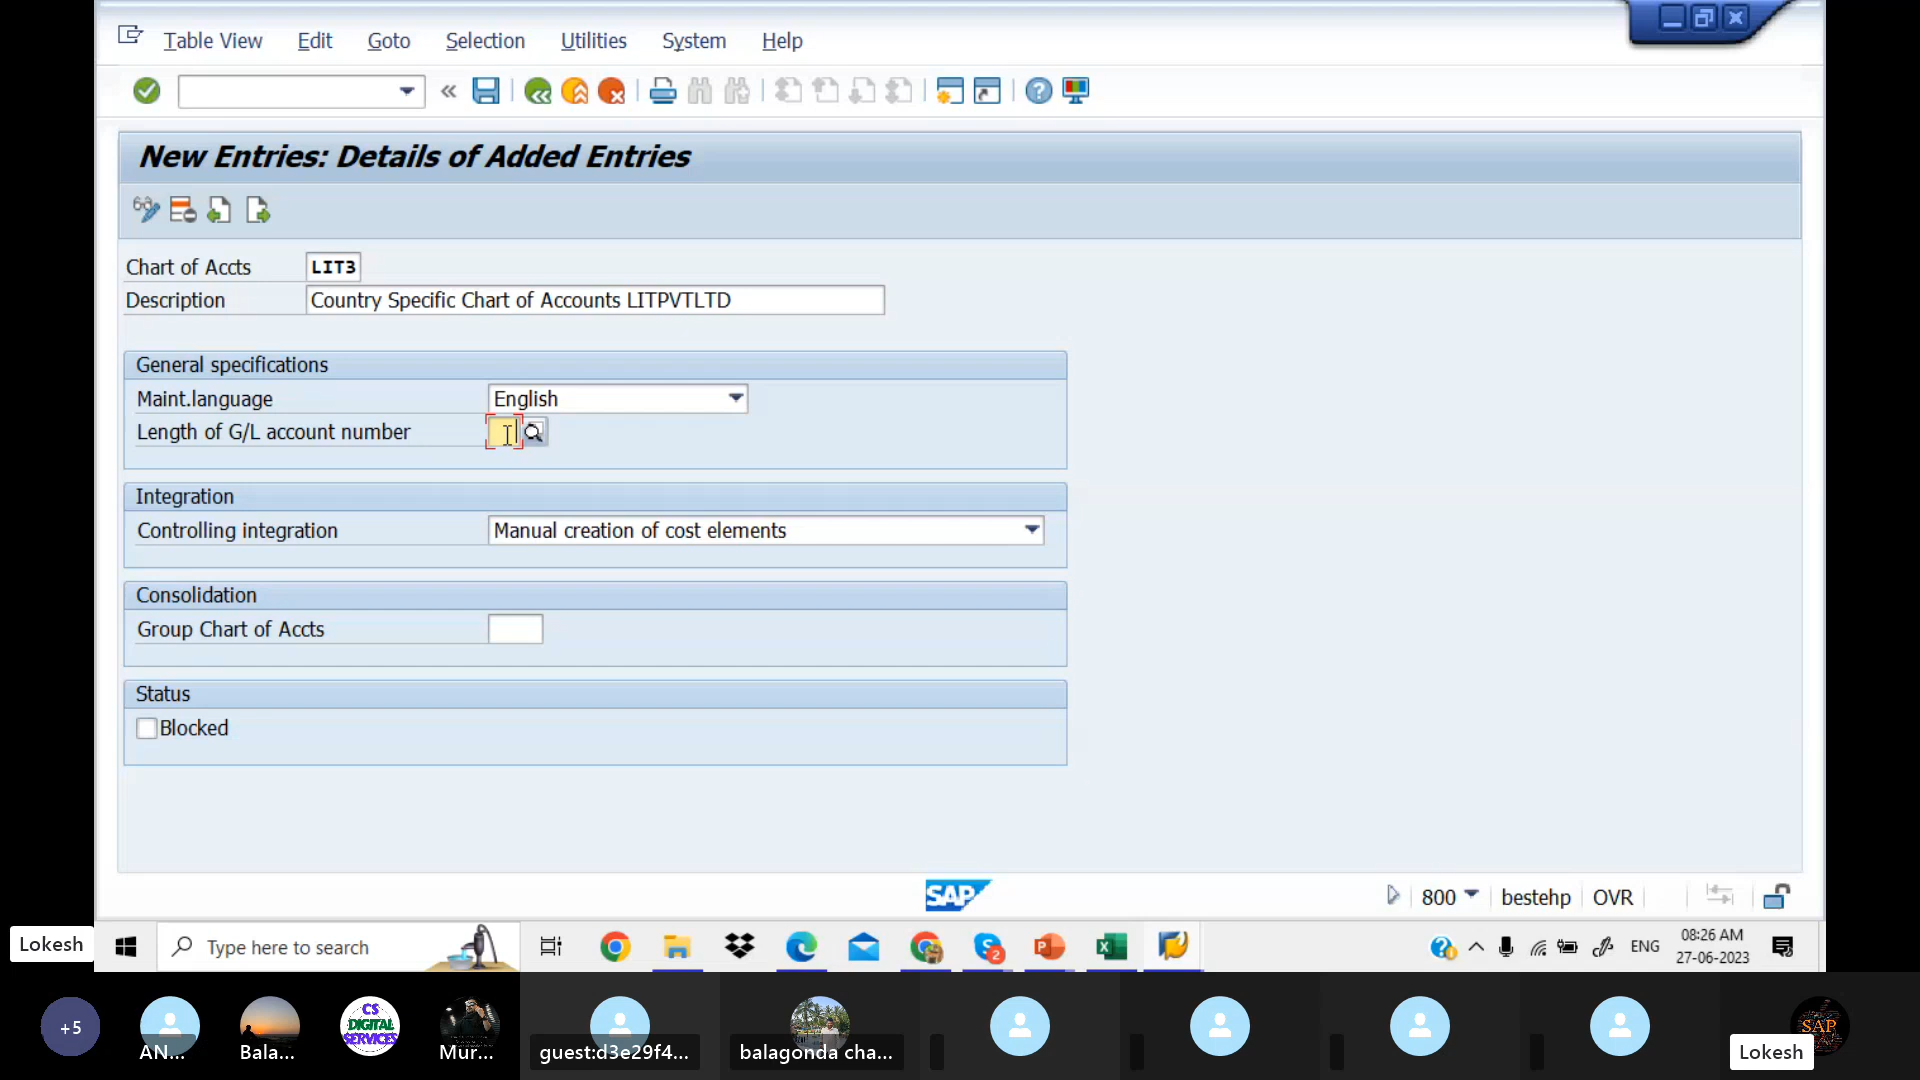 Table View Edit Goto Selection Utilities System Help
New Entries: Details of Added Entries
Chart of Accts LIT3
Description Country Specific Chart of Accounts LITPVTLTD
General specifications
Maint.language English
Length of G/L account number
Integration
Controlling integration Manual creation of cost elements
Consolidation
Group Chart of Accts
Status
Blocked
SAP
800 bestehp OVR
Lokesh
Type here to search
2
ENG
08:26 AM
27-06-2023
+5
CS
DIGITAL
SERVICES
SAP
AN... Bala... Mur... guest:d3e29f4... balagonda cha... Lokesh